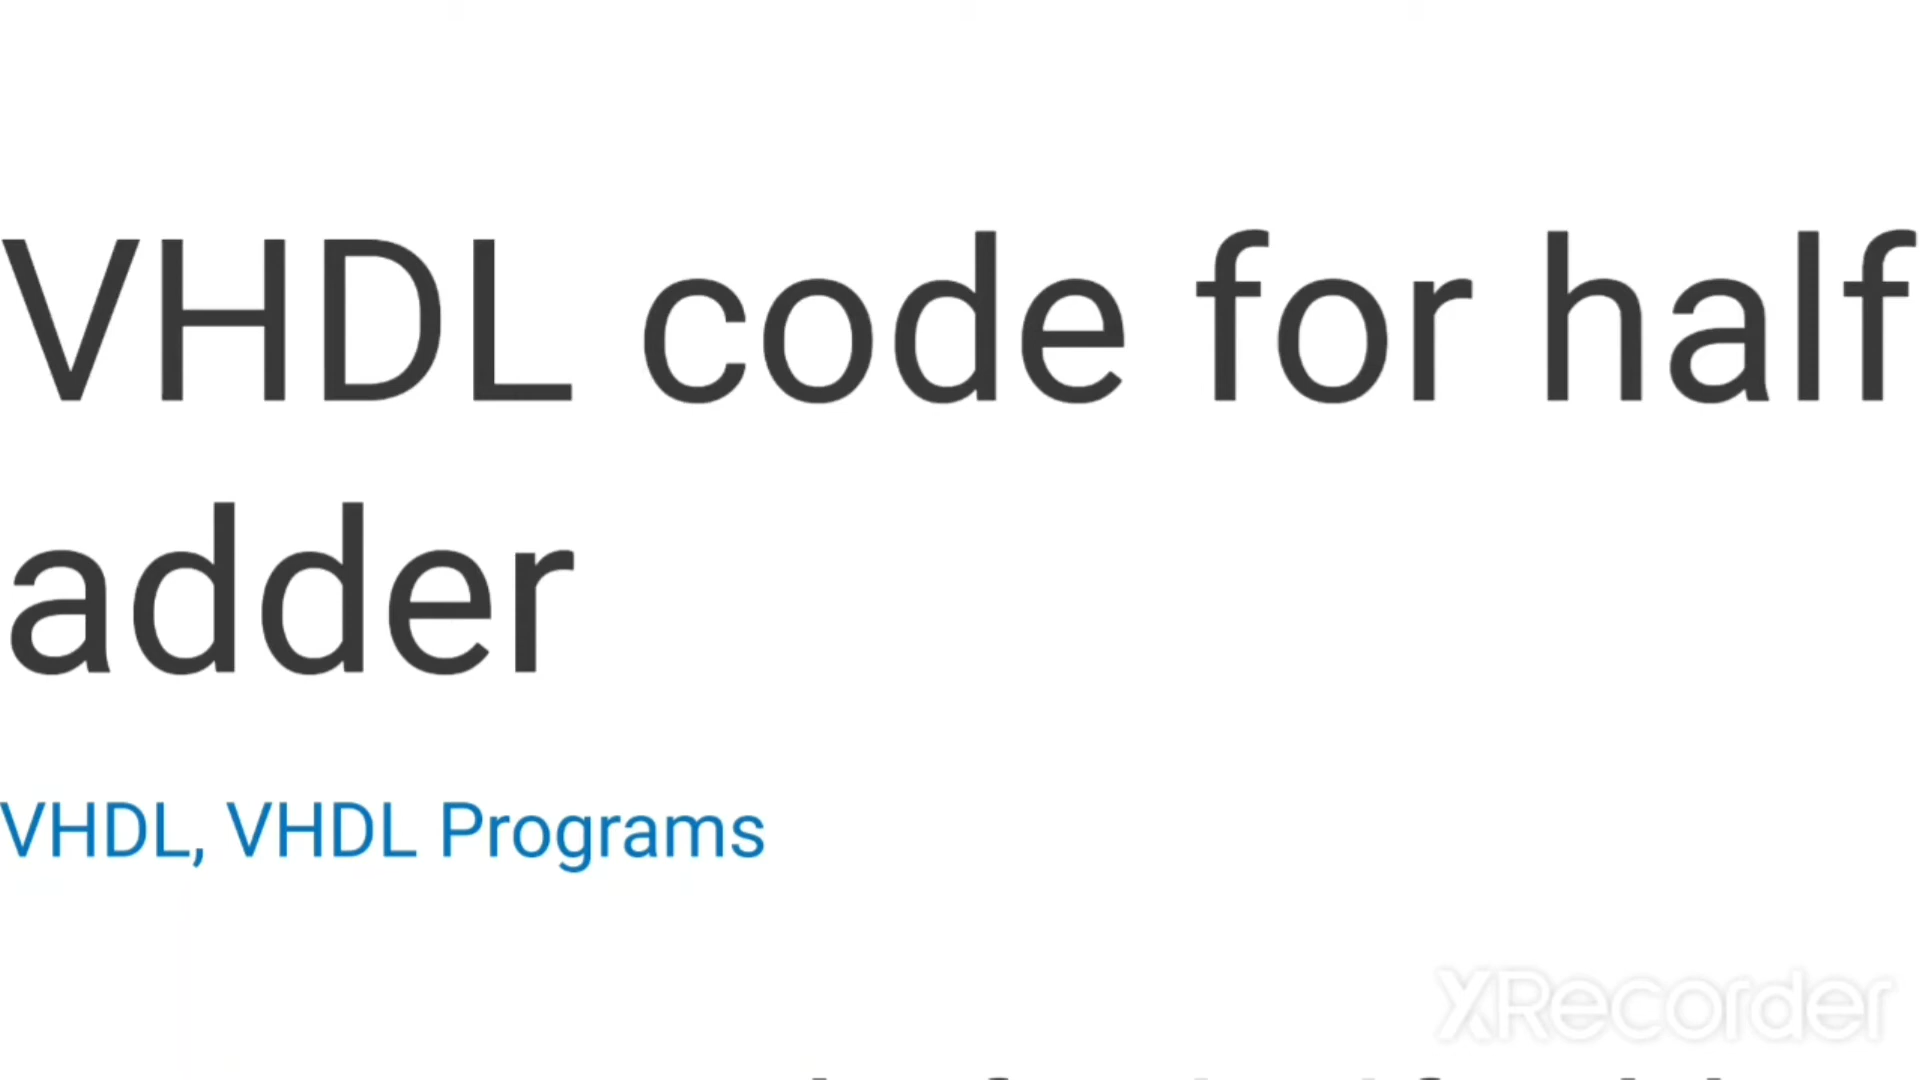 VHDL code for half
adder
VHDL, VHDL Programs
XRecorder